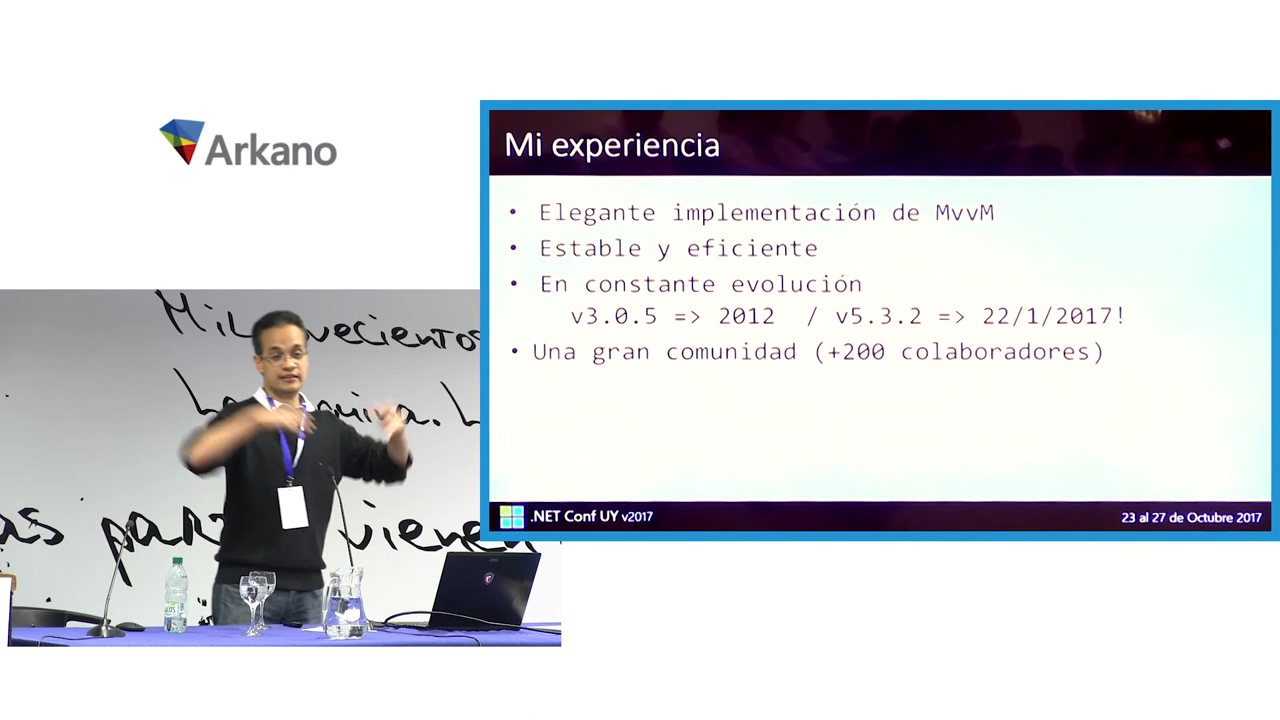 Arkano
Mi experiencia
• Elegante implementación de MvvM
• Estable y eficiente
• En constante evolución
v3.0.5 => 2012 / v5.3.2 => 22/1/2017!
• Una gran comunidad (+200 colaboradores)
.NET Conf UY v2017
23 al 27 de Octubre 2017